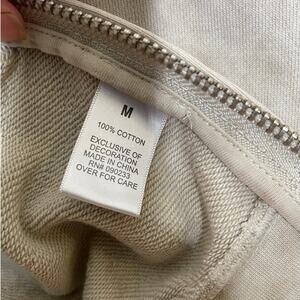 M
100% COTTON
EXCLUSIVE OF
DECORATION
MADE IN CHINA
RN# 090233
OVER FOR CARE